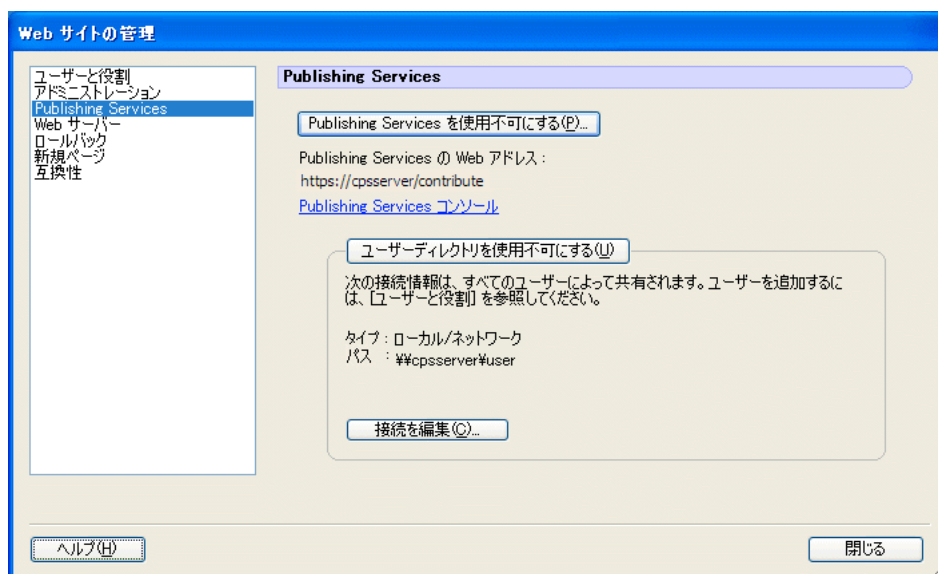 Web サイトの管理
ユーザーと役割
アドミニストレーション
Publishing Services
Web サーバー
ロールバック
新規ページ
互換性
Publishing Services
Publishing Services を使用不可にする(P)...
Publishing Services の Web アドレス :
https://cpsserver/contribute
Publishing Services コンソール
ユーザーディレクトリを使用不可にする(U)
次の接続情報は、すべてのユーザーによって共有されます。ユーザーを追加するに
は、[ユーザーと役割] を参照してください。
タイプ : ローカル/ネットワーク
パス : ¥¥cpsserver¥user
接続を編集(C)...
ヘルプ(H)
閉じる